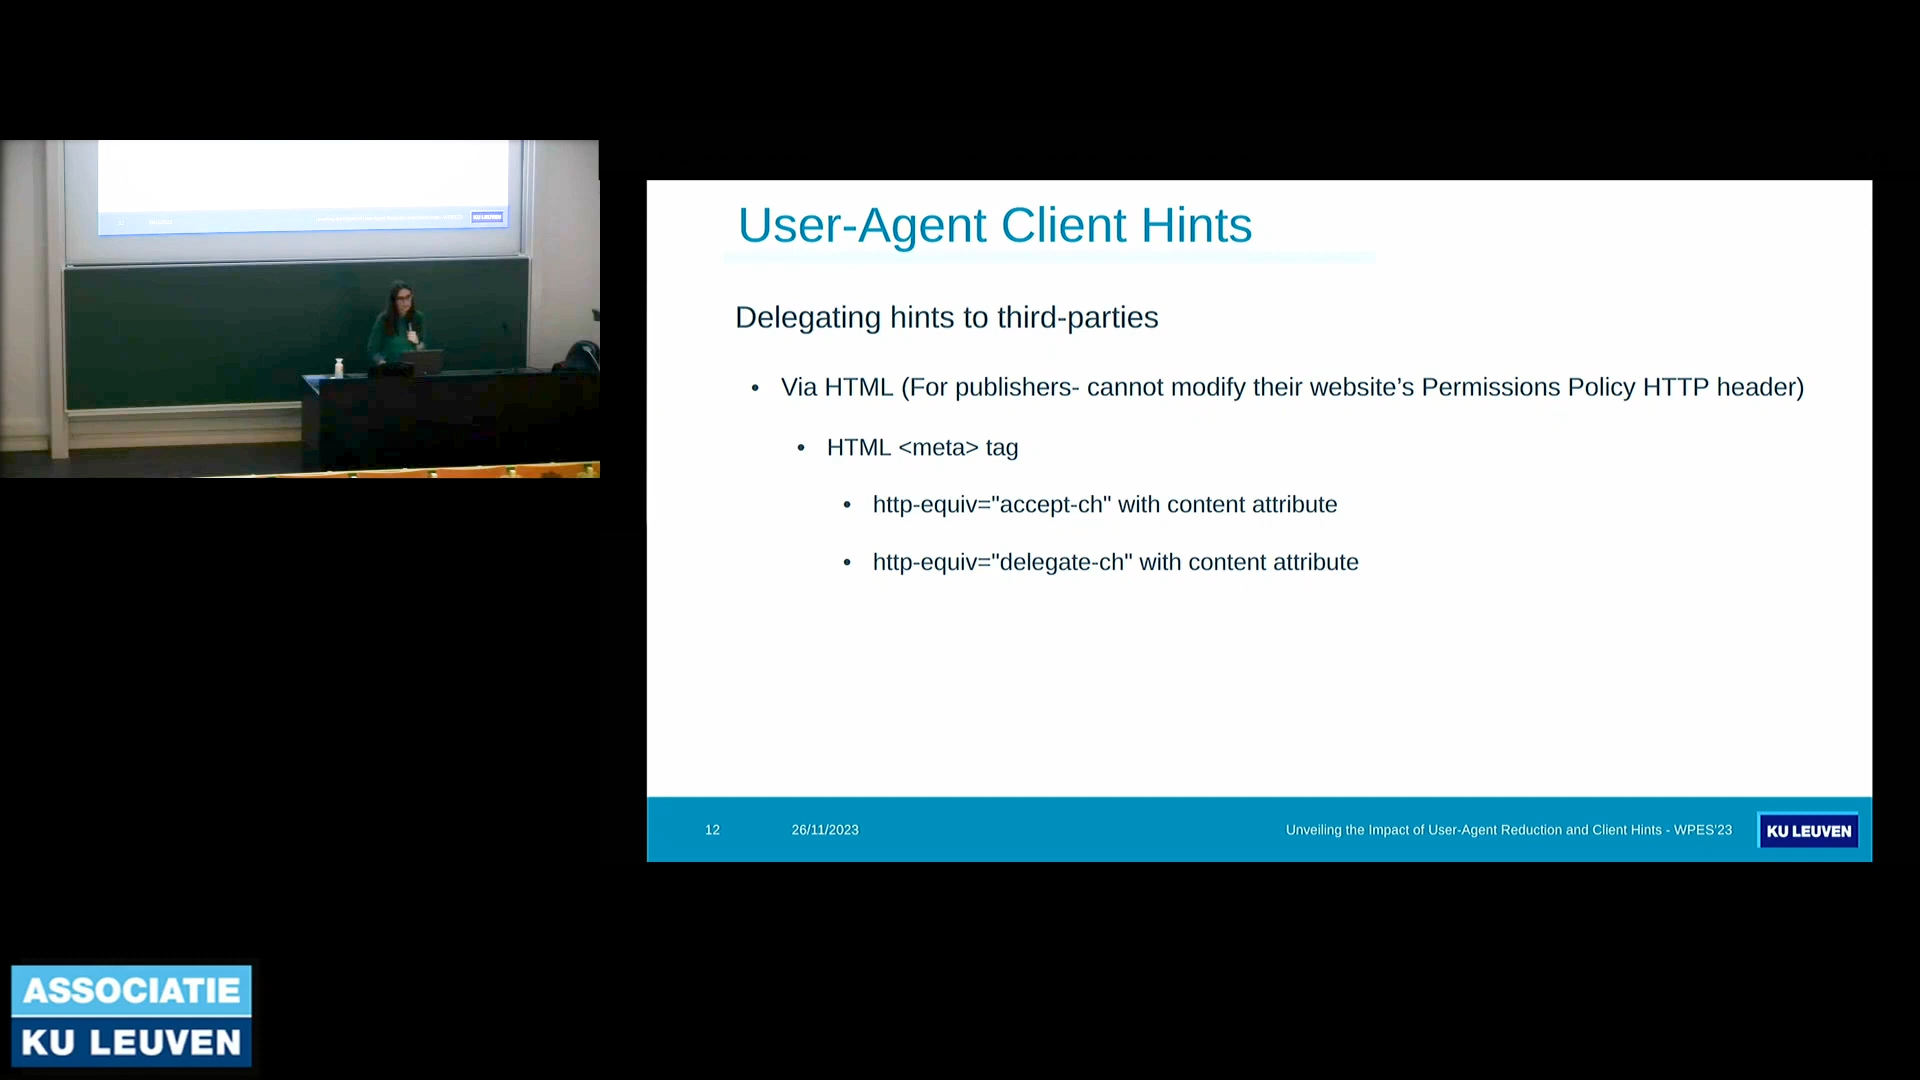 KU LEUVEN
User-Agent Client Hints
Delegating hints to third-parties
• Via HTML (For publishers- cannot modify their website’s Permissions Policy HTTP header)
• HTML <meta> tag
• http-equiv="accept-ch" with content attribute
• http-equiv="delegate-ch" with content attribute
12 26/11/2023 Unveiling the Impact of User-Agent Reduction and Client Hints - WPES’23 KU LEUVEN
ASSOCIATIE
KU LEUVEN